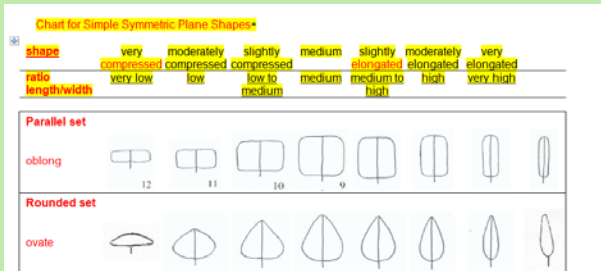 Chart for Simple Symmetric Plane Shapes*
shape very compressed moderately compressed slightly compressed medium slightly elongated moderately elongated very elongated
ratio length/width very low low low to medium medium medium to high high very high
Parallel set
oblong
12 11 10 9
Rounded set
ovate